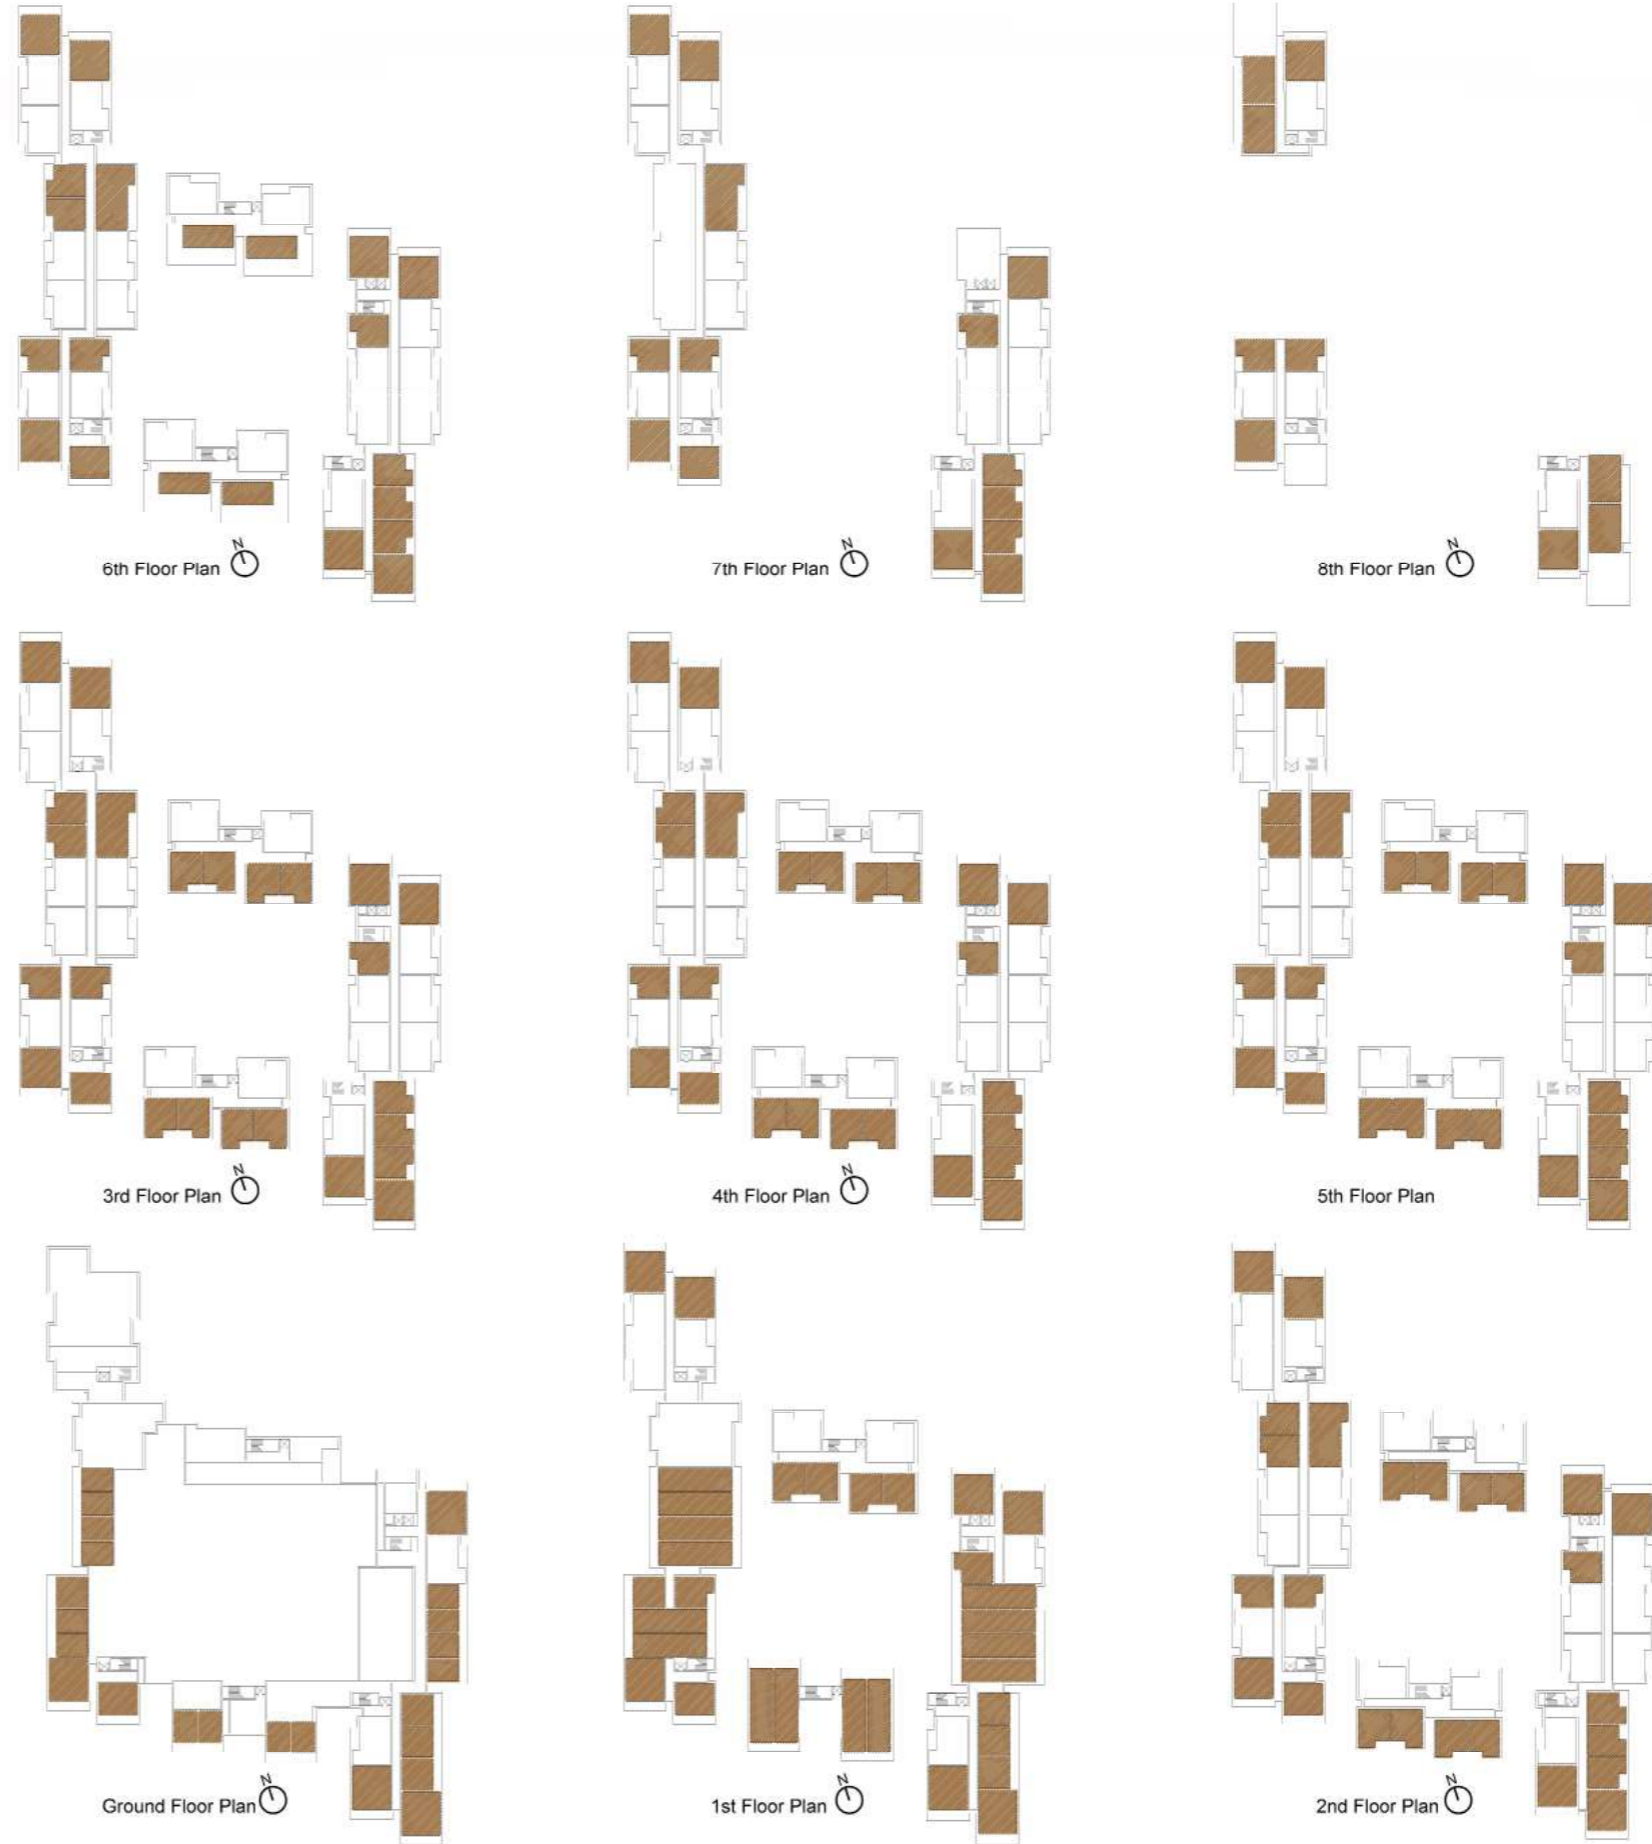 N
6th Floor Plan
N
7th Floor Plan
N
8th Floor Plan
N
3rd Floor Plan
N
4th Floor Plan
5th Floor Plan
N
Ground Floor Plan
N
1st Floor Plan
N
2nd Floor Plan